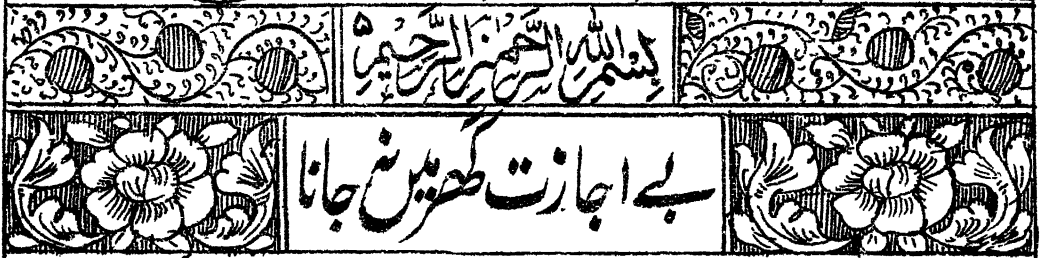 بسم اللہ الرحمن الرحیم
بے اجازت گھر میں نہ جانا